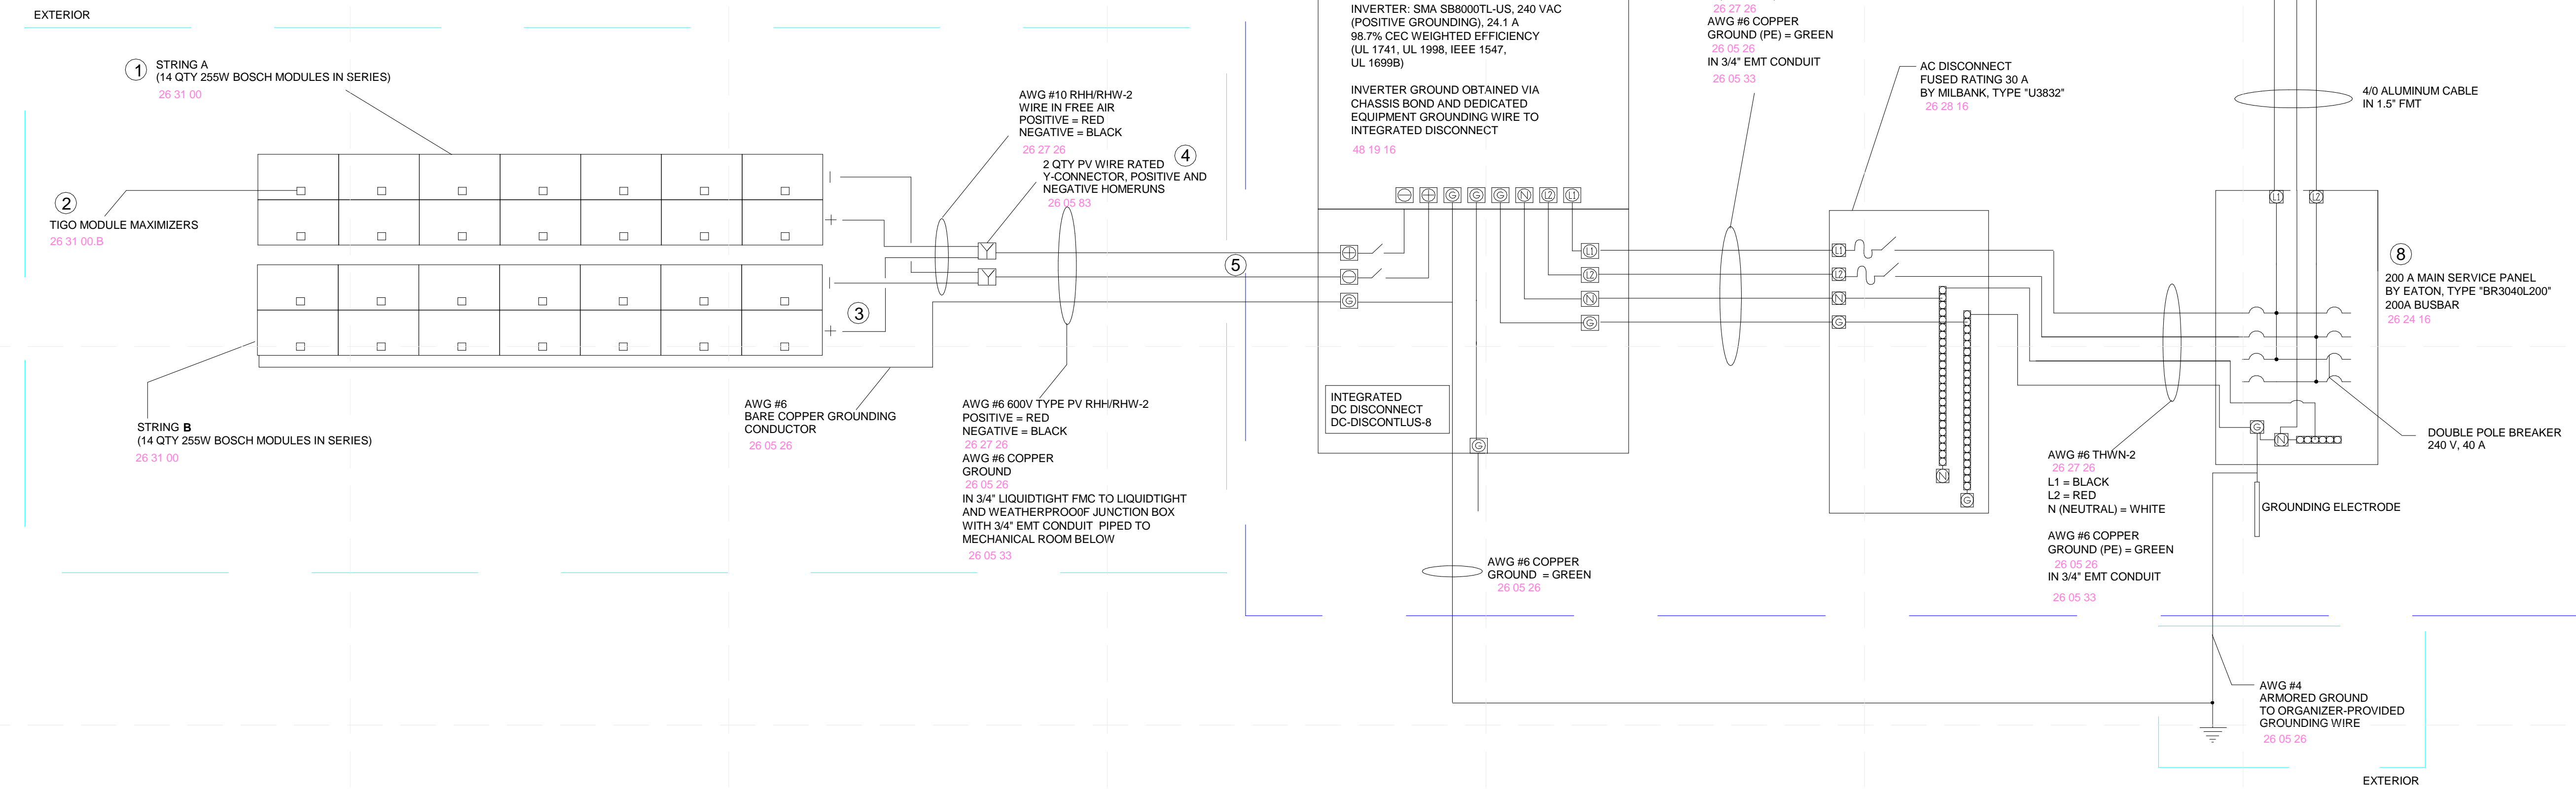 EXTERIOR
1
STRING A
(14 QTY 255W BOSCH MODULES IN SERIES)
26 31 00
2
TIGO MODULE MAXIMIZERS
26 31 00.B
STRING B
(14 QTY 255W BOSCH MODULES IN SERIES)
26 31 00
3
AWG #6
BARE COPPER GROUNDING
CONDUCTOR
26 05 26
AWG #10 RHH/RHW-2
WIRE IN FREE AIR
POSITIVE = RED
NEGATIVE = BLACK
26 27 26
4
2 QTY PV WIRE RATED
Y-CONNECTOR, POSITIVE AND
NEGATIVE HOMERUNS
26 05 83
Y
Y
5
AWG #6 600V TYPE PV RHH/RHW-2
POSITIVE = RED
NEGATIVE = BLACK
26 27 26
AWG #6 COPPER
GROUND
26 05 26
IN 3/4" LIQUIDTIGHT FMC TO LIQUIDTIGHT
AND WEATHERPROO0F JUNCTION BOX
WITH 3/4" EMT CONDUIT PIPED TO
MECHANICAL ROOM BELOW
26 05 33
INVERTER: SMA SB8000TL-US, 240 VAC
(POSITIVE GROUNDING), 24.1 A
98.7% CEC WEIGHTED EFFICIENCY
(UL 1741, UL 1998, IEEE 1547,
UL 1699B)
INVERTER GROUND OBTAINED VIA
CHASSIS BOND AND DEDICATED
EQUIPMENT GROUNDING WIRE TO
INTEGRATED DISCONNECT
48 19 16
G G G N L2 L1
G
L1
L2
N
G
INTEGRATED
DC DISCONNECT
DC-DISCONTLUS-8
G
AWG #6 COPPER
GROUND = GREEN
26 05 26
26 27 26
AWG #6 COPPER
GROUND (PE) = GREEN
26 05 26
IN 3/4" EMT CONDUIT
26 05 33
AC DISCONNECT
FUSED RATING 30 A
BY MILBANK, TYPE "U3832"
26 28 16
L1
L2
N
G
N
G
AWG #6 THWN-2
26 27 26
L1 = BLACK
L2 = RED
N (NEUTRAL) = WHITE
AWG #6 COPPER
GROUND (PE) = GREEN
26 05 26
IN 3/4" EMT CONDUIT
26 05 33
4/0 ALUMINUM CABLE
IN 1.5" FMT
L1 L2
8
200 A MAIN SERVICE PANEL
BY EATON, TYPE "BR3040L200"
200A BUSBAR
26 24 16
G
N
DOUBLE POLE BREAKER
240 V, 40 A
GROUNDING ELECTRODE
AWG #4
ARMORED GROUND
TO ORGANIZER-PROVIDED
GROUNDING WIRE
26 05 26
EXTERIOR